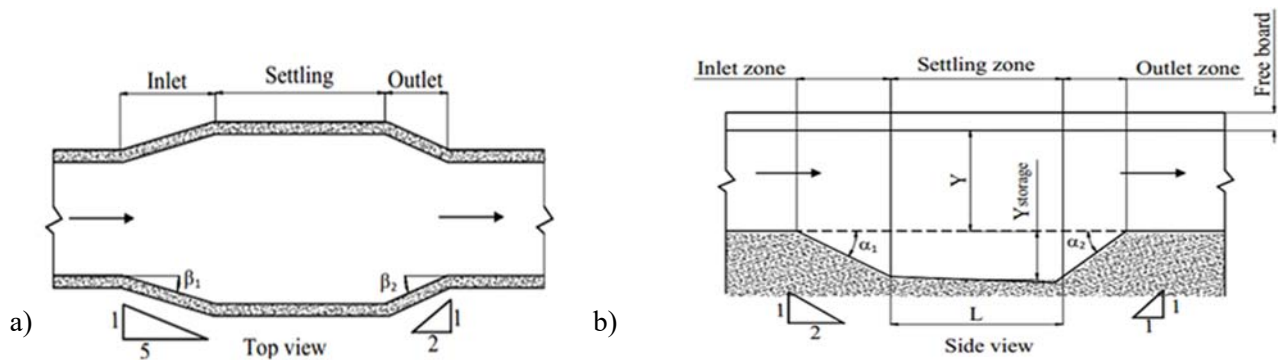 a)
Inlet
Settling
Outlet
β1
β2
1
5
1
2
Top view
b)
Inlet zone
Settling zone
Outlet zone
Free board
Y
Ystorage
α1
α2
1
2
L
1
1
Side view